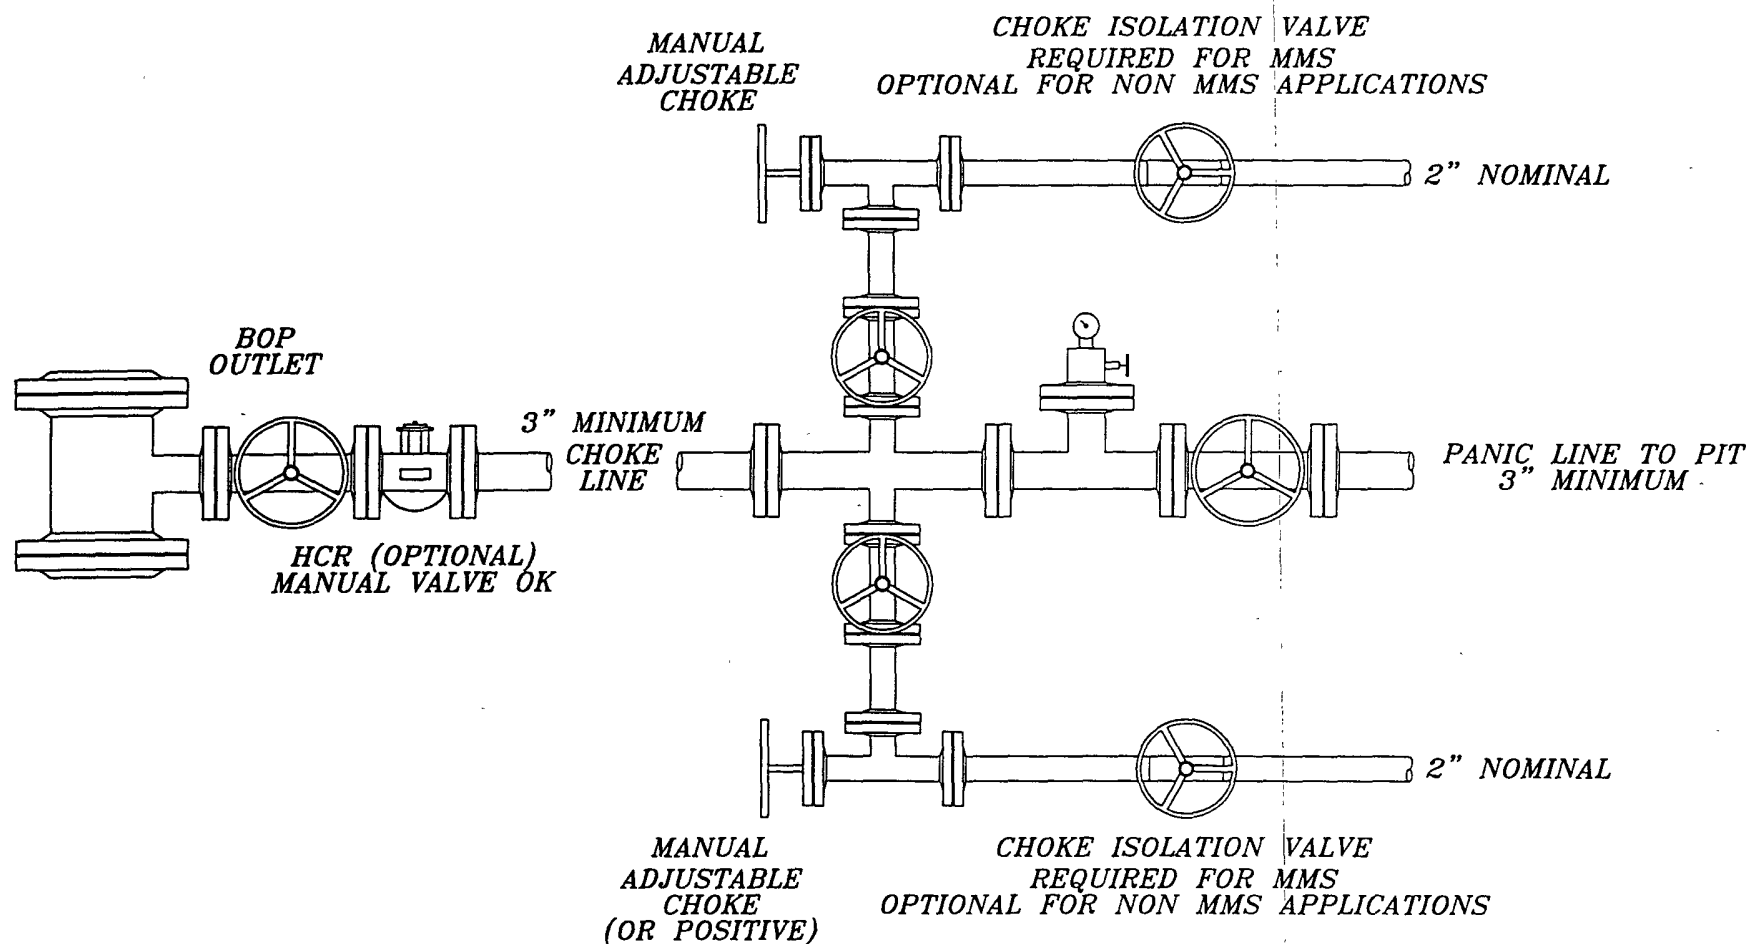 MANUAL
ADJUSTABLE
CHOKE
CHOKE ISOLATION VALVE
REQUIRED FOR MMS
OPTIONAL FOR NON MMS APPLICATIONS
2" NOMINAL
BOP
OUTLET
3" MINIMUM
CHOKE
LINE
PANIC LINE TO PIT
3" MINIMUM
HCR (OPTIONAL)
MANUAL VALVE OK
2" NOMINAL
MANUAL
ADJUSTABLE
CHOKE
(OR POSITIVE)
CHOKE ISOLATION VALVE
REQUIRED FOR MMS
OPTIONAL FOR NON MMS APPLICATIONS